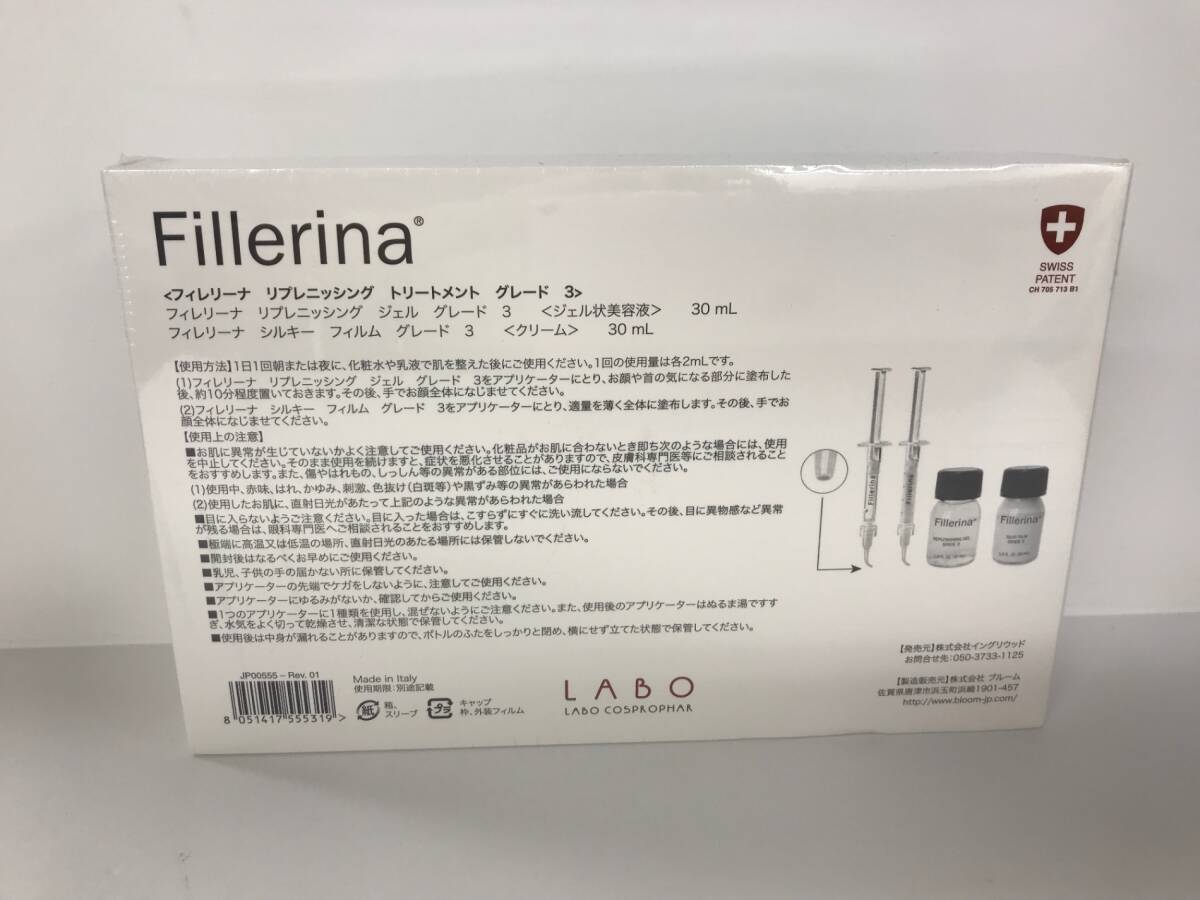 Fillerina®
SWISS
PATENT
CH 705 713 B1
<フィレリーナ リプレニッシング トリートメント グレード 3>
フィレリーナ リプレニッシング ジェル グレード 3 <ジェル状美容液> 30 mL
フィレリーナ シルキー フィルム グレード 3 <クリーム> 30 mL
【使用方法】1日1回朝または夜に、化粧水や乳液で肌を整えた後にご使用ください。1回の使用量は各2mLです。
(1)フィレリーナ リプレニッシング ジェル グレード 3をアプリケーターにとり、お顔や首の気になる部分に塗布した
後、約10分程度置いておきます。その後、手でお顔全体になじませてください。
(2)フィレリーナ シルキー フィルム グレード 3をアプリケーターにとり、適量を薄く全体に塗布します。その後、手でお
顔全体になじませてください。
【使用上の注意】
■お肌に異常が生じていないかよく注意してご使用ください。化粧品がお肌に合わないとき即ち次のような場合には、使用
を中止してください。そのまま使用を続けますと、症状を悪化させることがありますので、皮膚科専門医等にご相談されること
をおすすめします。また、傷やはれもの、しっしん等の異常がある部位には、ご使用にならないでください。
(1)使用中、赤味、はれ、かゆみ、刺激、色抜け(白斑等)や黒ずみ等の異常があらわれた場合
(2)使用したお肌に、直射日光があたって上記のような異常があらわれた場合
■目に入らないようご注意ください。目に入った場合は、こすらずにすぐに洗い流してください。その後、目に異物感など異常
が残る場合は、眼科専門医へご相談されることをおすすめします。
■極端に高温又は低温の場所、直射日光のあたる場所には保管しないでください。
■開封後はなるべくお早めにご使用ください。
■乳児、子供の手の届かない所に保管してください。
■アプリケーターの先端でケガをしないように、注意してご使用ください。
■アプリケーターにゆるみがないか、確認してからご使用ください。
■1つのアプリケーターに1種類を使用し、混ぜないようにご注意ください。また、使用後のアプリケーターはぬるま湯ですす
ぎ、水気をよく切って乾燥させ、清潔な状態で保管してください。
■使用後は中身が漏れることがありますので、ボトルのふたをしっかりと閉め、横にせず立てた状態で保管してください。
Fillerina
Fillerina®
Fillerina®
JP00555 – Rev. 01
8 051417 555319 >
Made in Italy
使用期限:別途記載
紙
箱、
スリーブ
プラ
キャップ
枠、外装フィルム
LABO
LABO COSPROPHAR
【発売元】株式会社イングリウッド
お問合せ先:050-3733-1125
【製造販売元】株式会社 ブルーム
佐賀県唐津市浜玉町浜崎1901-457
http://www.bloom-jp.com/